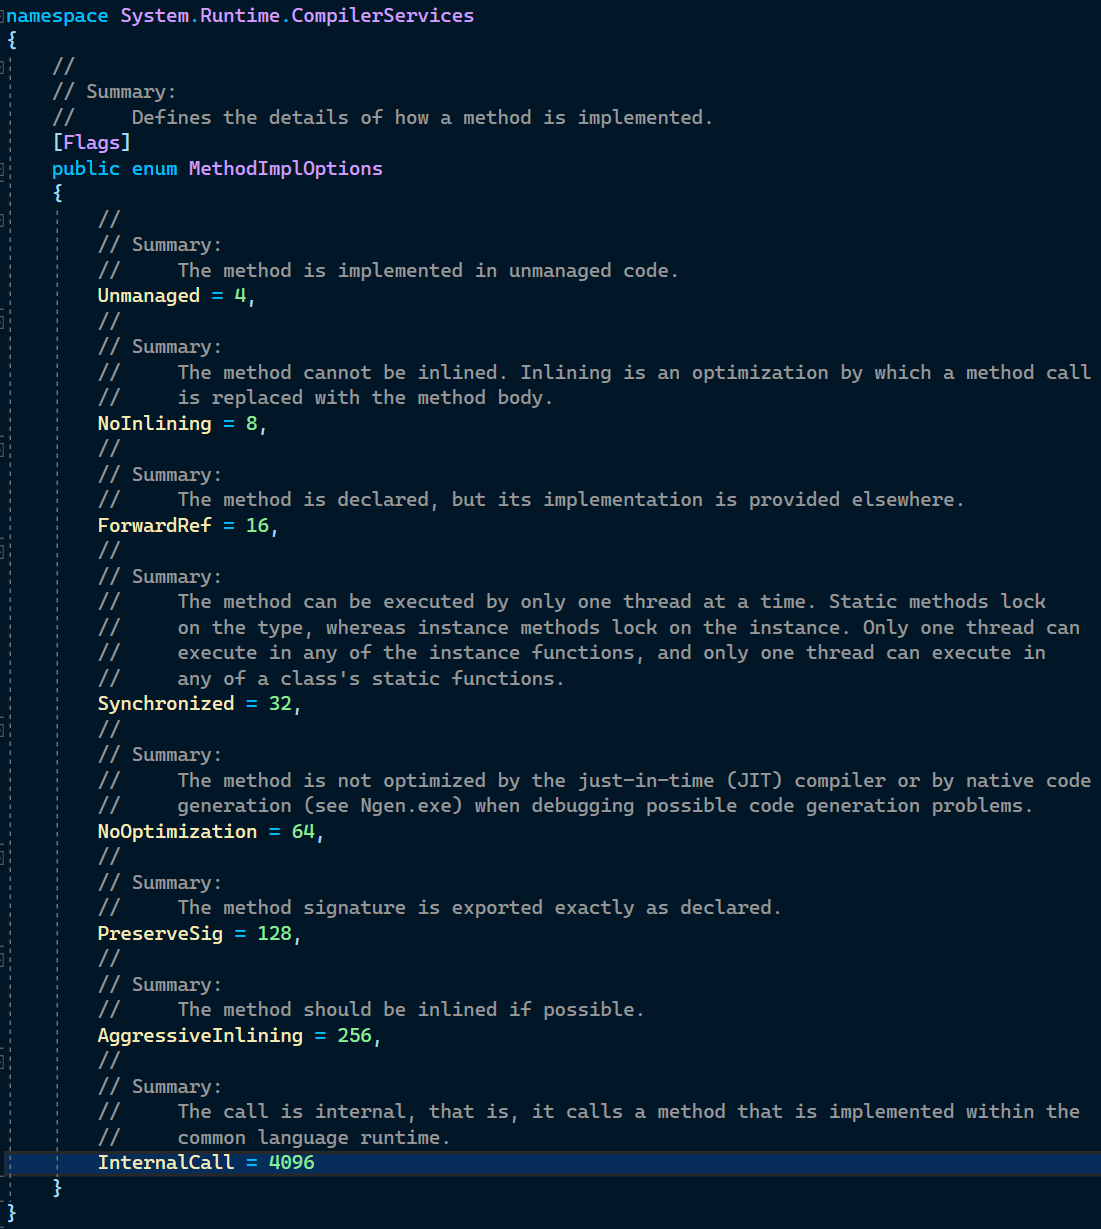 namespace System.Runtime.CompilerServices
{
    //
    // Summary:
    //     Defines the details of how a method is implemented.
    [Flags]
    public enum MethodImplOptions
    {
        //
        // Summary:
        //     The method is implemented in unmanaged code.
        Unmanaged = 4,
        //
        // Summary:
        //     The method cannot be inlined. Inlining is an optimization by which a method call
        //     is replaced with the method body.
        NoInlining = 8,
        //
        // Summary:
        //     The method is declared, but its implementation is provided elsewhere.
        ForwardRef = 16,
        //
        // Summary:
        //     The method can be executed by only one thread at a time. Static methods lock
        //     on the type, whereas instance methods lock on the instance. Only one thread can
        //     execute in any of the instance functions, and only one thread can execute in
        //     any of a class's static functions.
        Synchronized = 32,
        //
        // Summary:
        //     The method is not optimized by the just-in-time (JIT) compiler or by native code
        //     generation (see Ngen.exe) when debugging possible code generation problems.
        NoOptimization = 64,
        //
        // Summary:
        //     The method signature is exported exactly as declared.
        PreserveSig = 128,
        //
        // Summary:
        //     The method should be inlined if possible.
        AggressiveInlining = 256,
        //
        // Summary:
        //     The call is internal, that is, it calls a method that is implemented within the
        //     common language runtime.
        InternalCall = 4096
    }
}